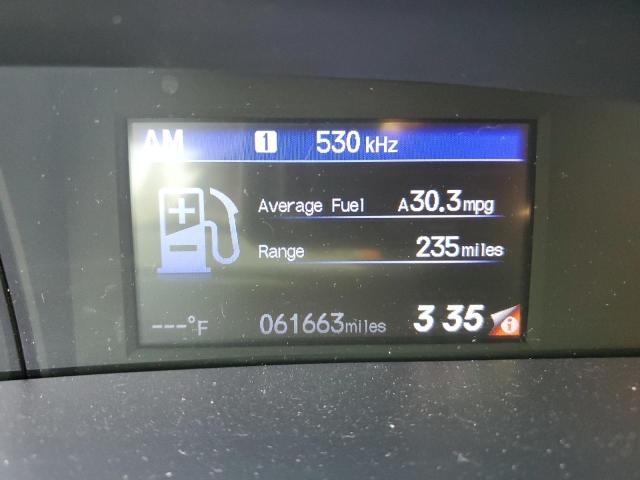 AM 1 530 kHz
Average Fuel A30.3mpg
Range 235miles
---°F 061663miles 3 35 i